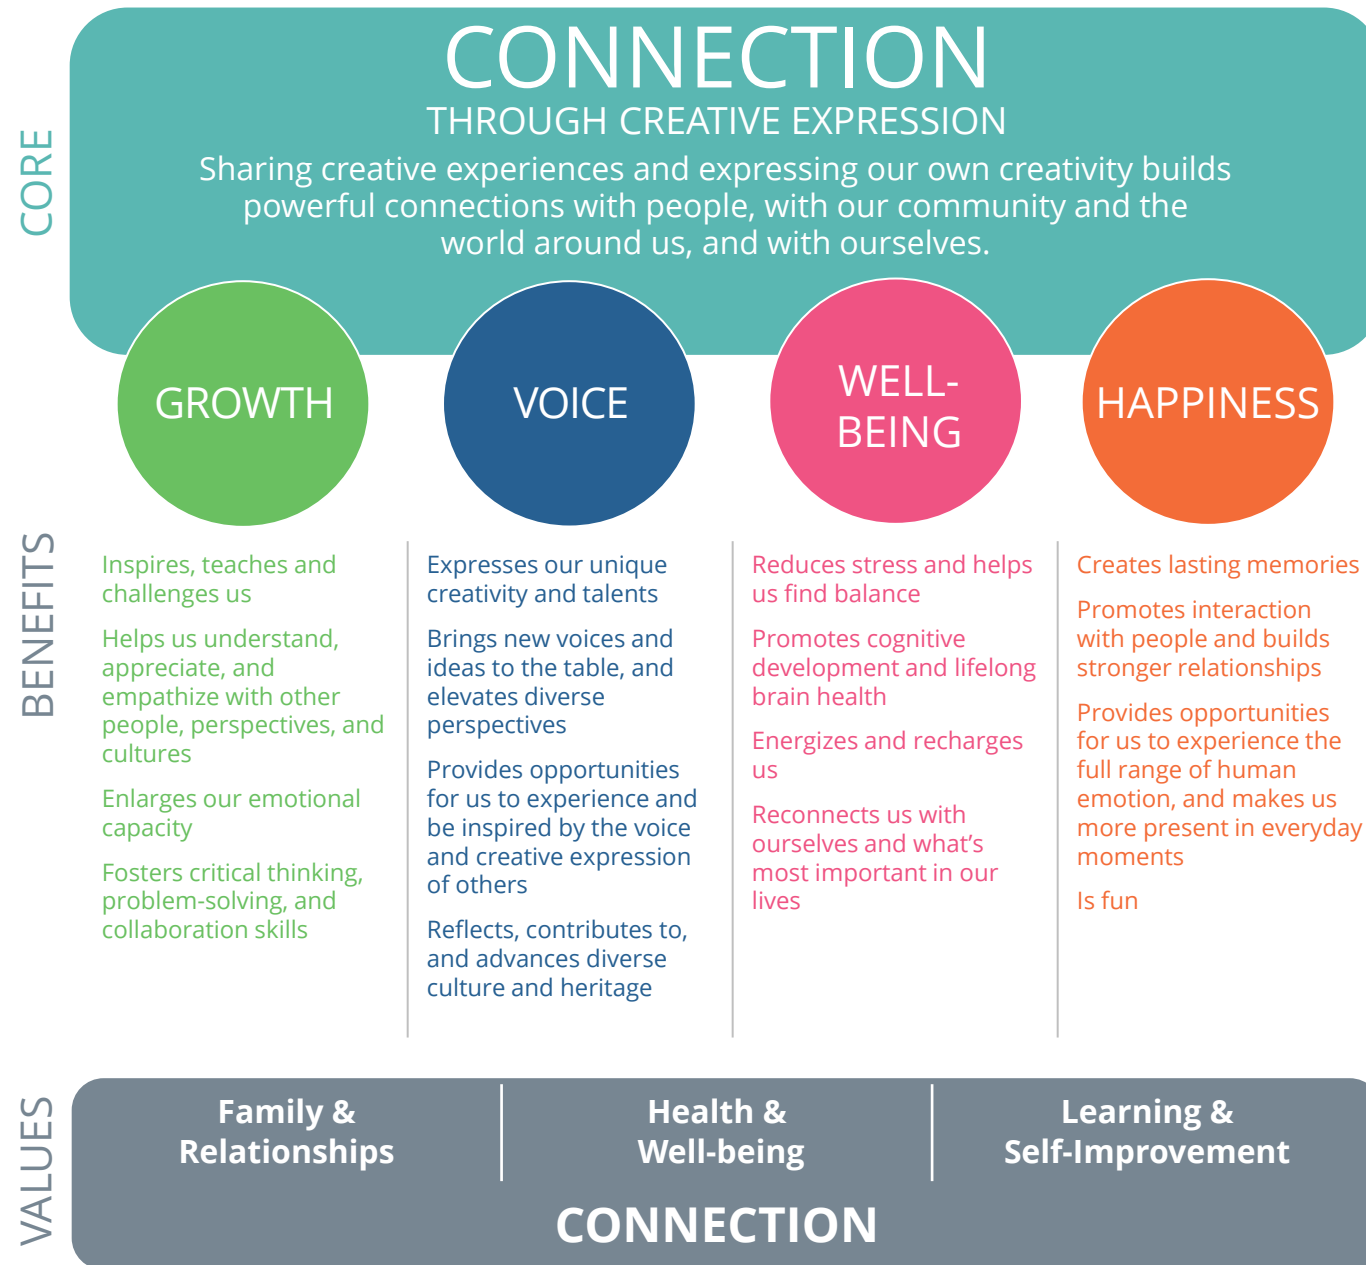 CORE
CONNECTION
THROUGH CREATIVE EXPRESSION
Sharing creative experiences and expressing our own creativity builds
powerful connections with people, with our community and the
world around us, and with ourselves.
BENEFITS
GROWTH
Inspires, teaches and
challenges us
Helps us understand,
appreciate, and
empathize with other
people, perspectives, and
cultures
Enlarges our emotional
capacity
Fosters critical thinking,
problem-solving, and
collaboration skills
VOICE
Expresses our unique
creativity and talents
Brings new voices and
ideas to the table, and
elevates diverse
perspectives
Provides opportunities
for us to experience and
be inspired by the voice
and creative expression
of others
Reflects, contributes to,
and advances diverse
culture and heritage
WELL-
BEING
Reduces stress and helps
us find balance
Promotes cognitive
development and lifelong
brain health
Energizes and recharges
us
Reconnects us with
ourselves and what’s
most important in our
lives
HAPPINESS
Creates lasting memories
Promotes interaction
with people and builds
stronger relationships
Provides opportunities
for us to experience the
full range of human
emotion, and makes us
more present in everyday
moments
Is fun
VALUES
Family &
Relationships
Health &
Well-being
Learning &
Self-Improvement
CONNECTION